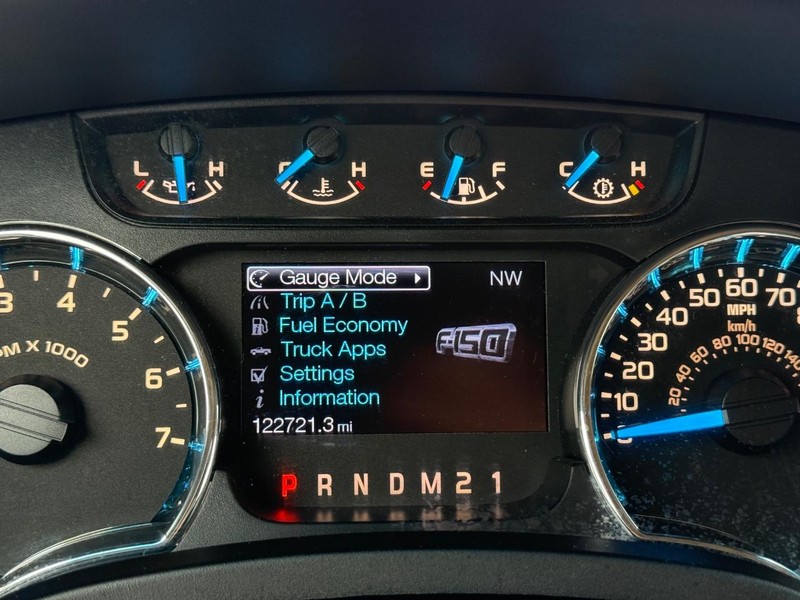 L H C H E F C H
Gauge Mode NW
Trip A / B
Fuel Economy
F-150
Truck Apps
Settings
Information
122721.3 mi
P R N D M 2 1
3 4 5 6 7
PM X 1000
0 10 20 30 40 50 60 70
MPH
km/h
20 40 60 80 100 120 140